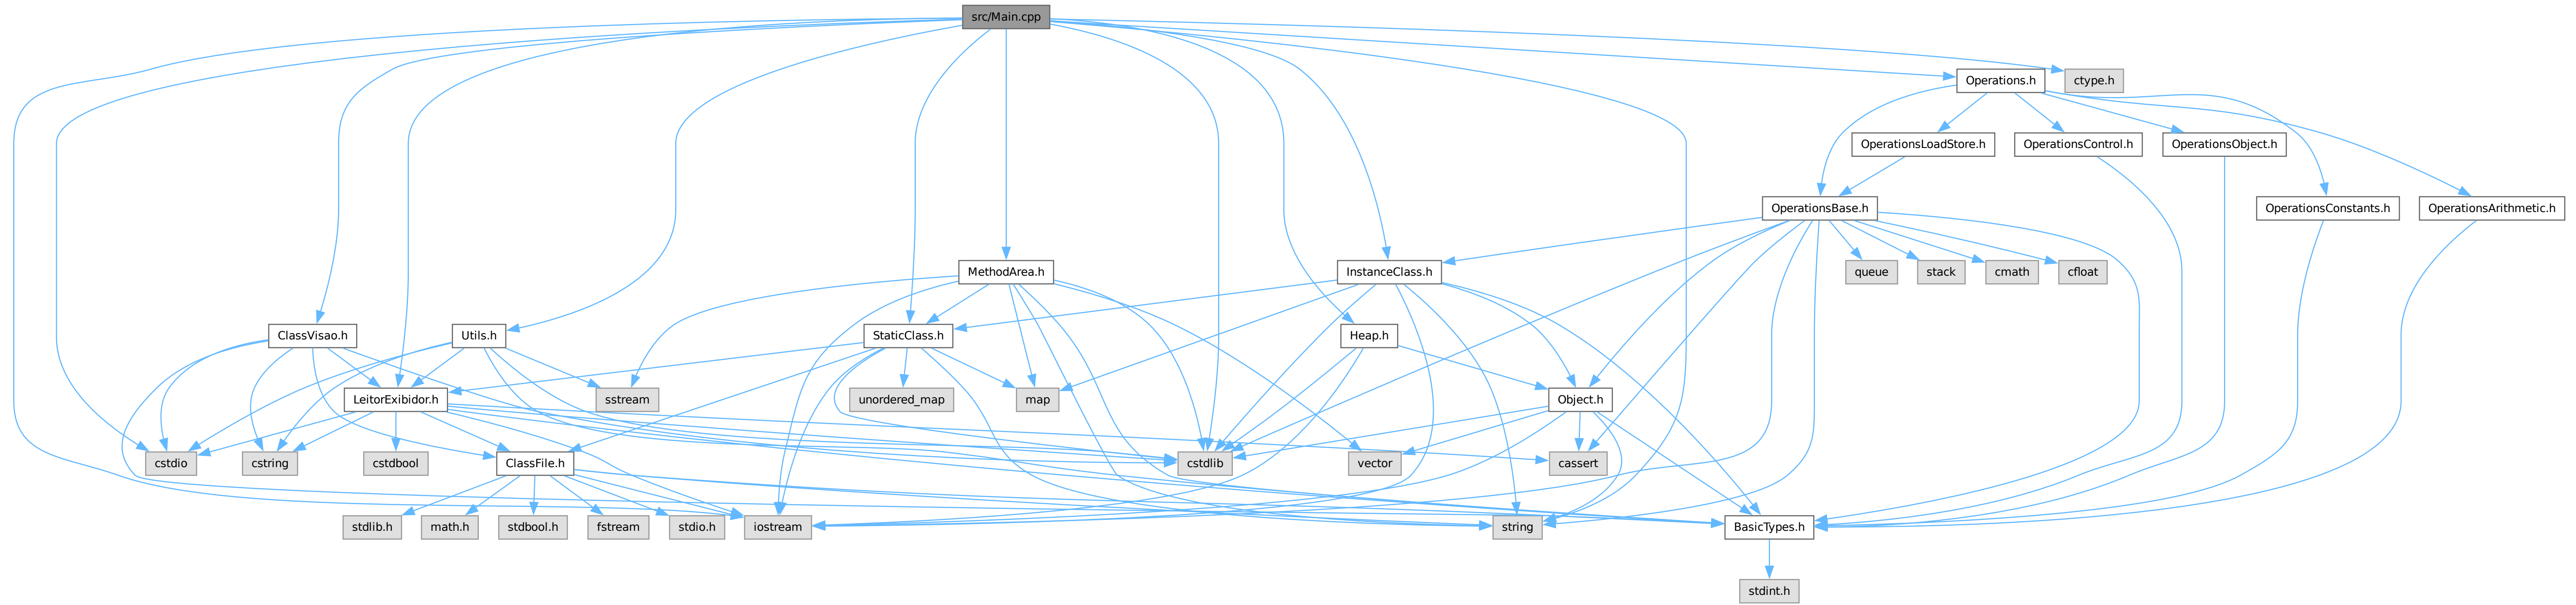 src/Main.cpp
Operations.h
ctype.h
OperationsLoadStore.h
OperationsControl.h
OperationsObject.h
OperationsBase.h
OperationsConstants.h
OperationsArithmetic.h
MethodArea.h
InstanceClass.h
queue
stack
cmath
cfloat
ClassVisao.h
Utils.h
StaticClass.h
Heap.h
LeitorExibidor.h
sstream
unordered_map
map
Object.h
cstdio
cstring
cstdbool
ClassFile.h
cstdlib
vector
cassert
stdlib.h
math.h
stdbool.h
fstream
stdio.h
iostream
string
BasicTypes.h
stdint.h